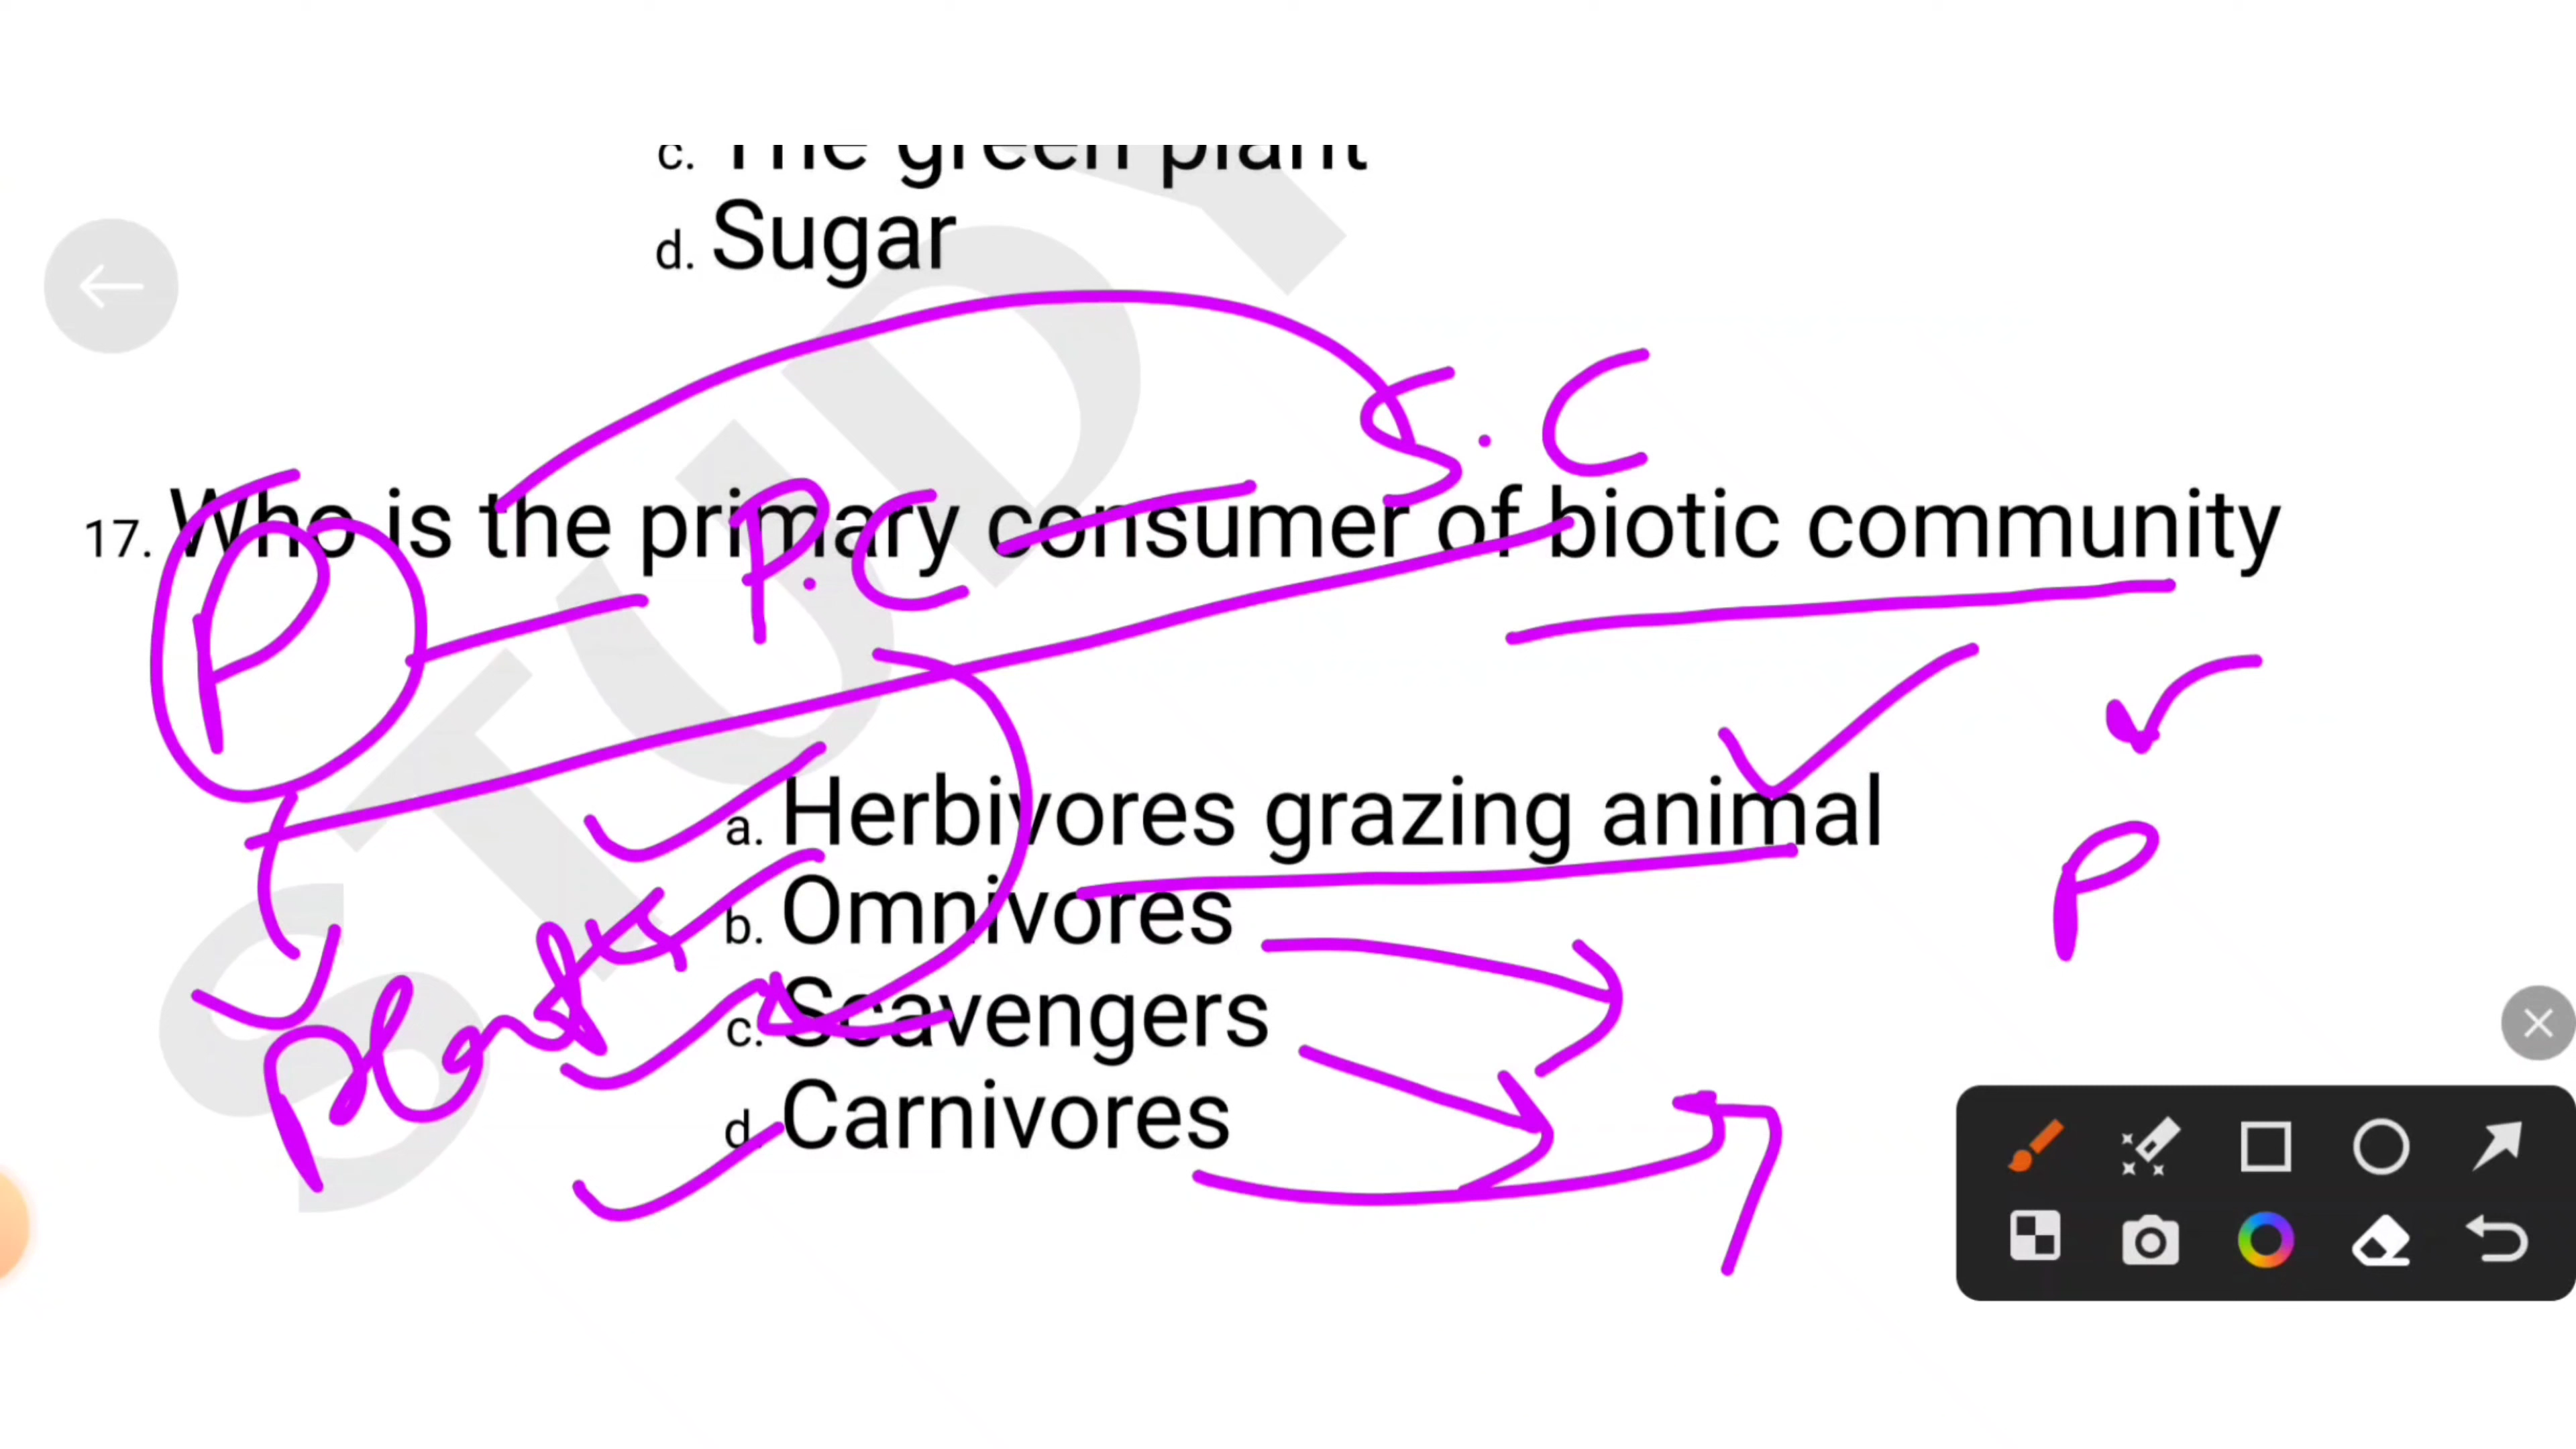 c. The green plant
d. Sugar
S.C
17. Who is the primary consumer of biotic community
P
P.C
a. Herbivores grazing animal
P
b. Omnivores
c. Scavengers
plants
d. Carnivores
STUDY